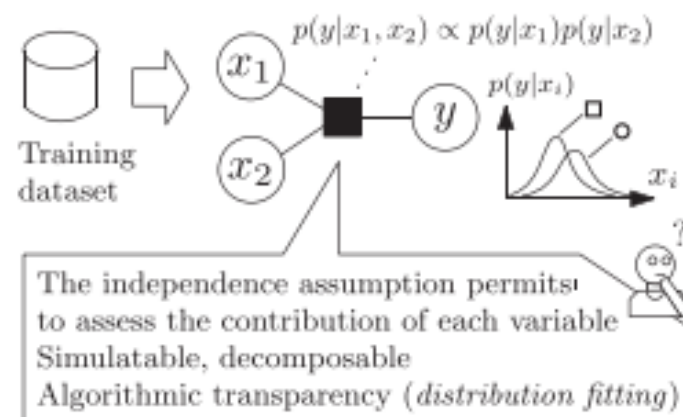 p(y|x₁, x₂) ∝ p(y|x₁)p(y|x₂)
x₁
x₂
y
p(y|xᵢ)
xᵢ
Training
dataset
?
The independence assumption permits
to assess the contribution of each variable
Simulatable, decomposable
Algorithmic transparency (distribution fitting)